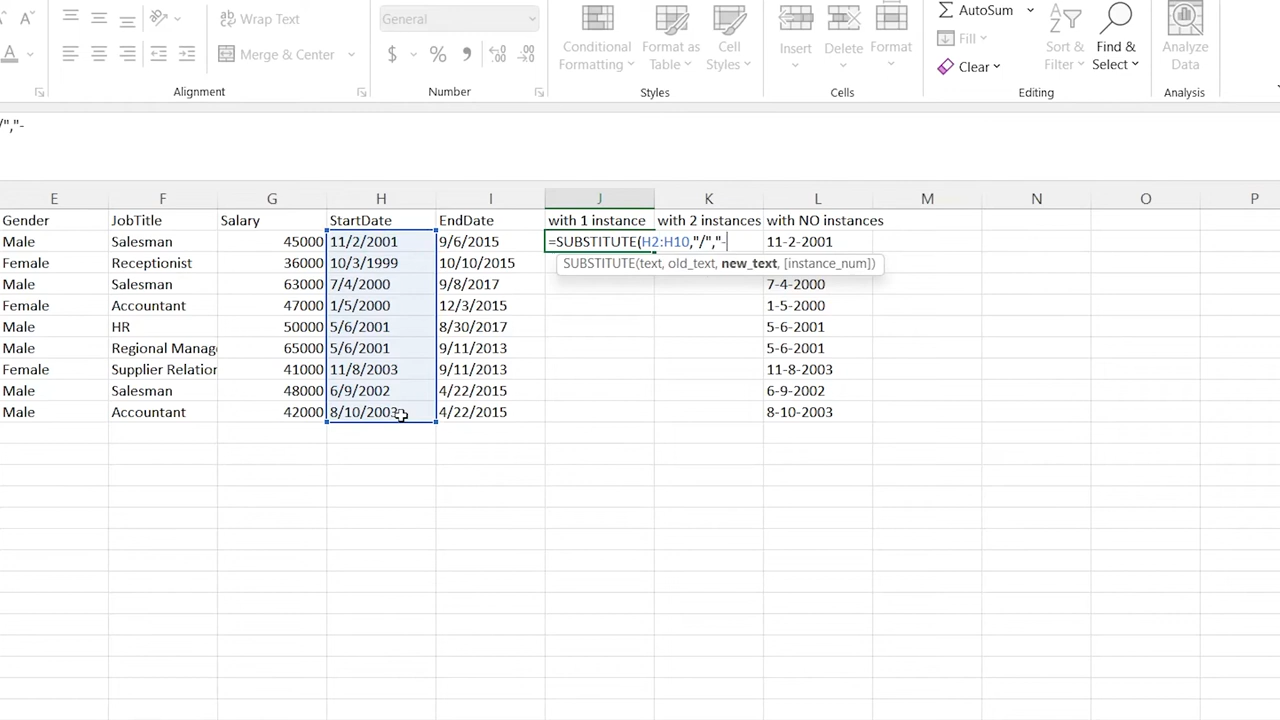 Wrap Text
General
AutoSum
Merge & Center
$
%
Conditional Formatting
Format as Table
Cell Styles
Insert
Delete
Format
Fill
Clear
Sort & Filter
Find & Select
Analyze Data
Alignment
Number
Styles
Cells
Editing
Analysis
/","-
E F G H I J K L M N O P
Gender JobTitle Salary StartDate EndDate with 1 instance with 2 instances with NO instances
Male Salesman 45000 11/2/2001 9/6/2015 =SUBSTITUTE(H2:H10,"/","- 11-2-2001
Female Receptionist 36000 10/3/1999 10/10/2015 SUBSTITUTE(text, old_text, new_text, [instance_num])
Male Salesman 63000 7/4/2000 9/8/2017 7-4-2000
Female Accountant 47000 1/5/2000 12/3/2015 1-5-2000
Male HR 50000 5/6/2001 8/30/2017 5-6-2001
Male Regional Manag 65000 5/6/2001 9/11/2013 5-6-2001
Female Supplier Relation 41000 11/8/2003 9/11/2013 11-8-2003
Male Salesman 48000 6/9/2002 4/22/2015 6-9-2002
Male Accountant 42000 8/10/2003 4/22/2015 8-10-2003